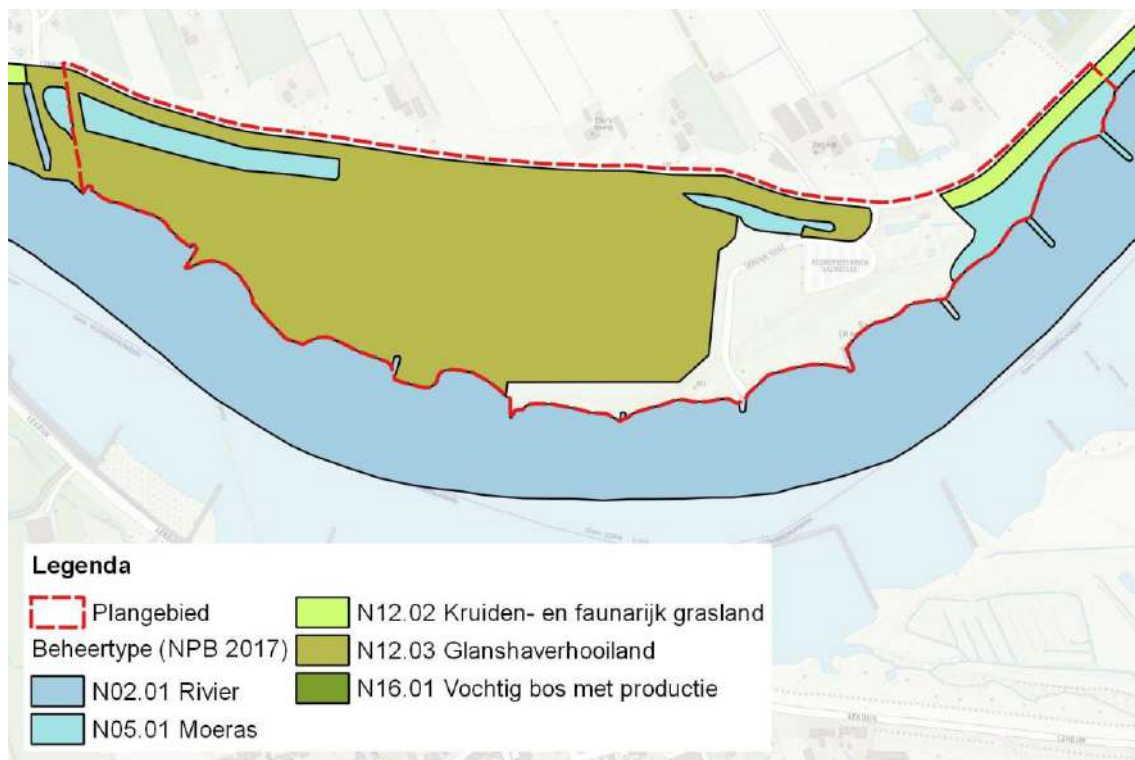 Legenda
Plangebied
Beheertype (NPB 2017)
N02.01 Rivier
N05.01 Moeras
N12.02 Kruiden- en faunarijk grasland
N12.03 Glanshaverhooiland
N16.01 Vochtig bos met productie